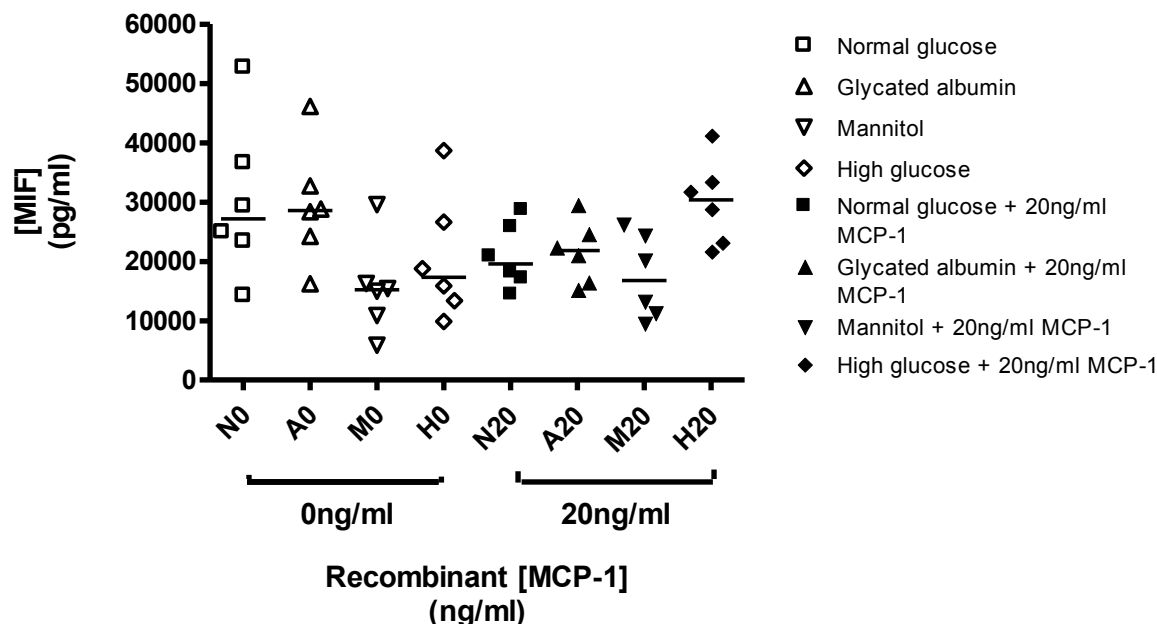 60000
50000
40000
30000
20000
10000
0
[MIF]
(pg/ml)
N0
A0
M0
H0
N20
A20
M20
H20
0ng/ml
20ng/ml
Recombinant [MCP-1]
(ng/ml)
Normal glucose
Glycated albumin
Mannitol
High glucose
Normal glucose + 20ng/ml
MCP-1
Glycated albumin + 20ng/ml
MCP-1
Mannitol + 20ng/ml MCP-1
High glucose + 20ng/ml MCP-1